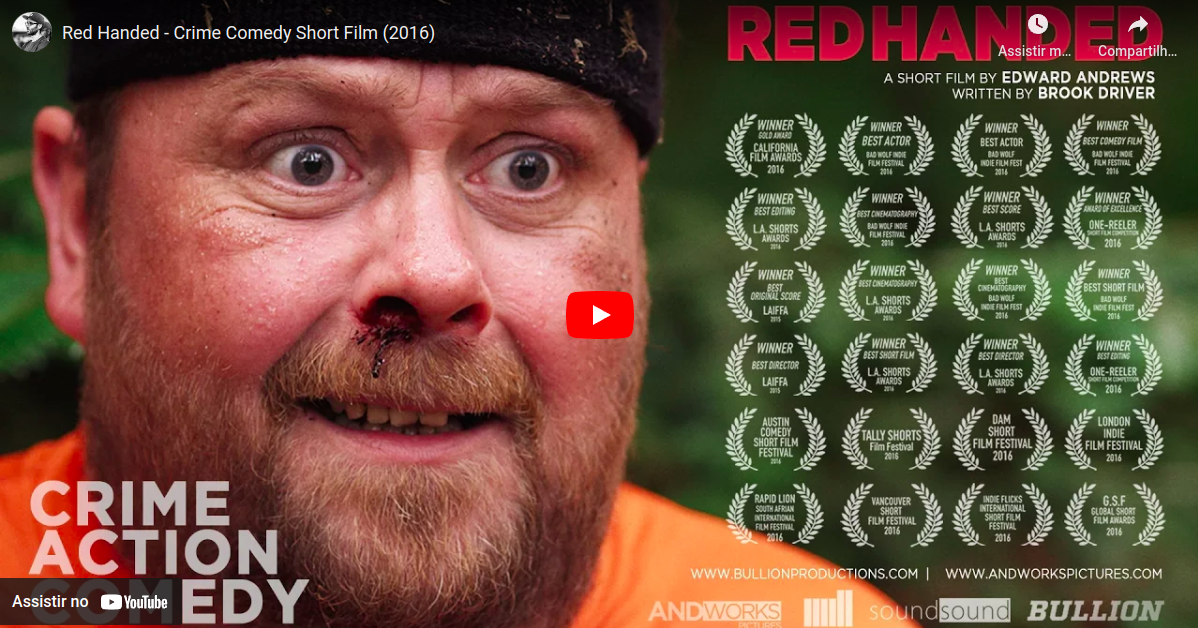 Red Handed - Crime Comedy Short Film (2016)
Assistir m...
Compartilh...
RED HANDED
A SHORT FILM BY EDWARD ANDREWS
WRITTEN BY BROOK DRIVER
WINNER
GOLD AWARD
CALIFORNIA
FILM AWARDS
2016
WINNER
BEST ACTOR
BAD WOLF INDIE
FILM FESTIVAL
2016
WINNER
BEST ACTOR
BAD WOLF
INDIE FILM FEST
2016
WINNER
BEST COMEDY FILM
BAD WOLF INDIE
FILM FESTIVAL
2016
WINNER
BEST EDITING
L.A. SHORTS
AWARDS
2016
WINNER
BEST CINEMATOGRAPHY
BAD WOLF INDIE
FILM FESTIVAL
2016
WINNER
BEST SCORE
L.A. SHORTS
AWARDS
2016
WINNER
AWARD OF EXCELLENCE
ONE-REELER
SHORT FILM COMPETITION
2016
WINNER
BEST
ORIGINAL SCORE
LAIFFA
2015
WINNER
BEST CINEMATOGRAPHY
L.A. SHORTS
AWARDS
2016
WINNER
BEST
CINEMATOGRAPHY
BAD WOLF
INDIE FILM FEST
2016
WINNER
BEST SHORT FILM
BAD WOLF
INDIE FILM FEST
2016
WINNER
BEST DIRECTOR
LAIFFA
2015
WINNER
BEST SHORT FILM
L.A. SHORTS
AWARDS
2016
WINNER
BEST DIRECTOR
L.A. SHORTS
AWARDS
2016
WINNER
BEST EDITING
ONE-REELER
SHORT FILM COMPETITION
2016
AUSTIN
COMEDY
SHORT FILM
FESTIVAL
2016
TALLY SHORTS
Film Festival
2016
DAM
SHORT
FILM FESTIVAL
2016
LONDON
INDIE
FILM FESTIVAL
2016
RAPID LION
SOUTH AFRIAN
INTERNATIONAL
FILM FESTIVAL
2016
VANCOUVER
SHORT
FILM FESTIVAL
2016
INDIE FLICKS
INTERNATIONAL
SHORT FILM
FESTIVAL
2016
G.S.F
GLOBAL SHORT
FILM AWARDS
2016
CRIME
ACTION
COMEDY
Assistir no YouTube
WWW.BULLIONPRODUCTIONS.COM | WWW.ANDWORKSPICTURES.COM
ANDWORKS
PICTURES
soundsound
BULLION